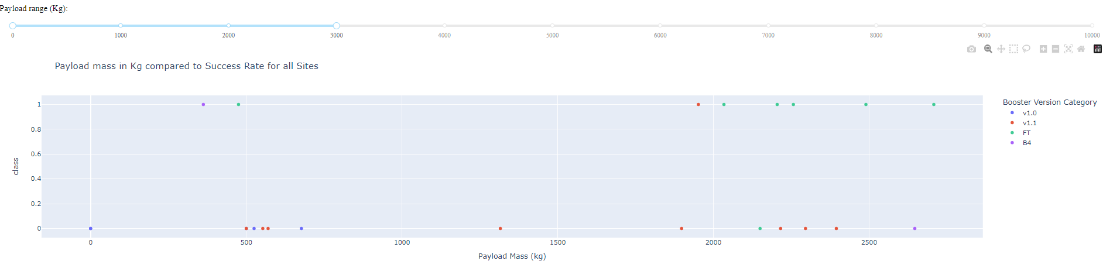 Payload range (Kg):
0 1000 2000 3000 4000 5000 6000 7000 8000 9000 10000
Payload mass in Kg compared to Success Rate for all Sites
Booster Version Category
v1.0
v1.1
FT
B4
class
1
0.8
0.6
0.4
0.2
0
0 500 1000 1500 2000 2500
Payload Mass (kg)